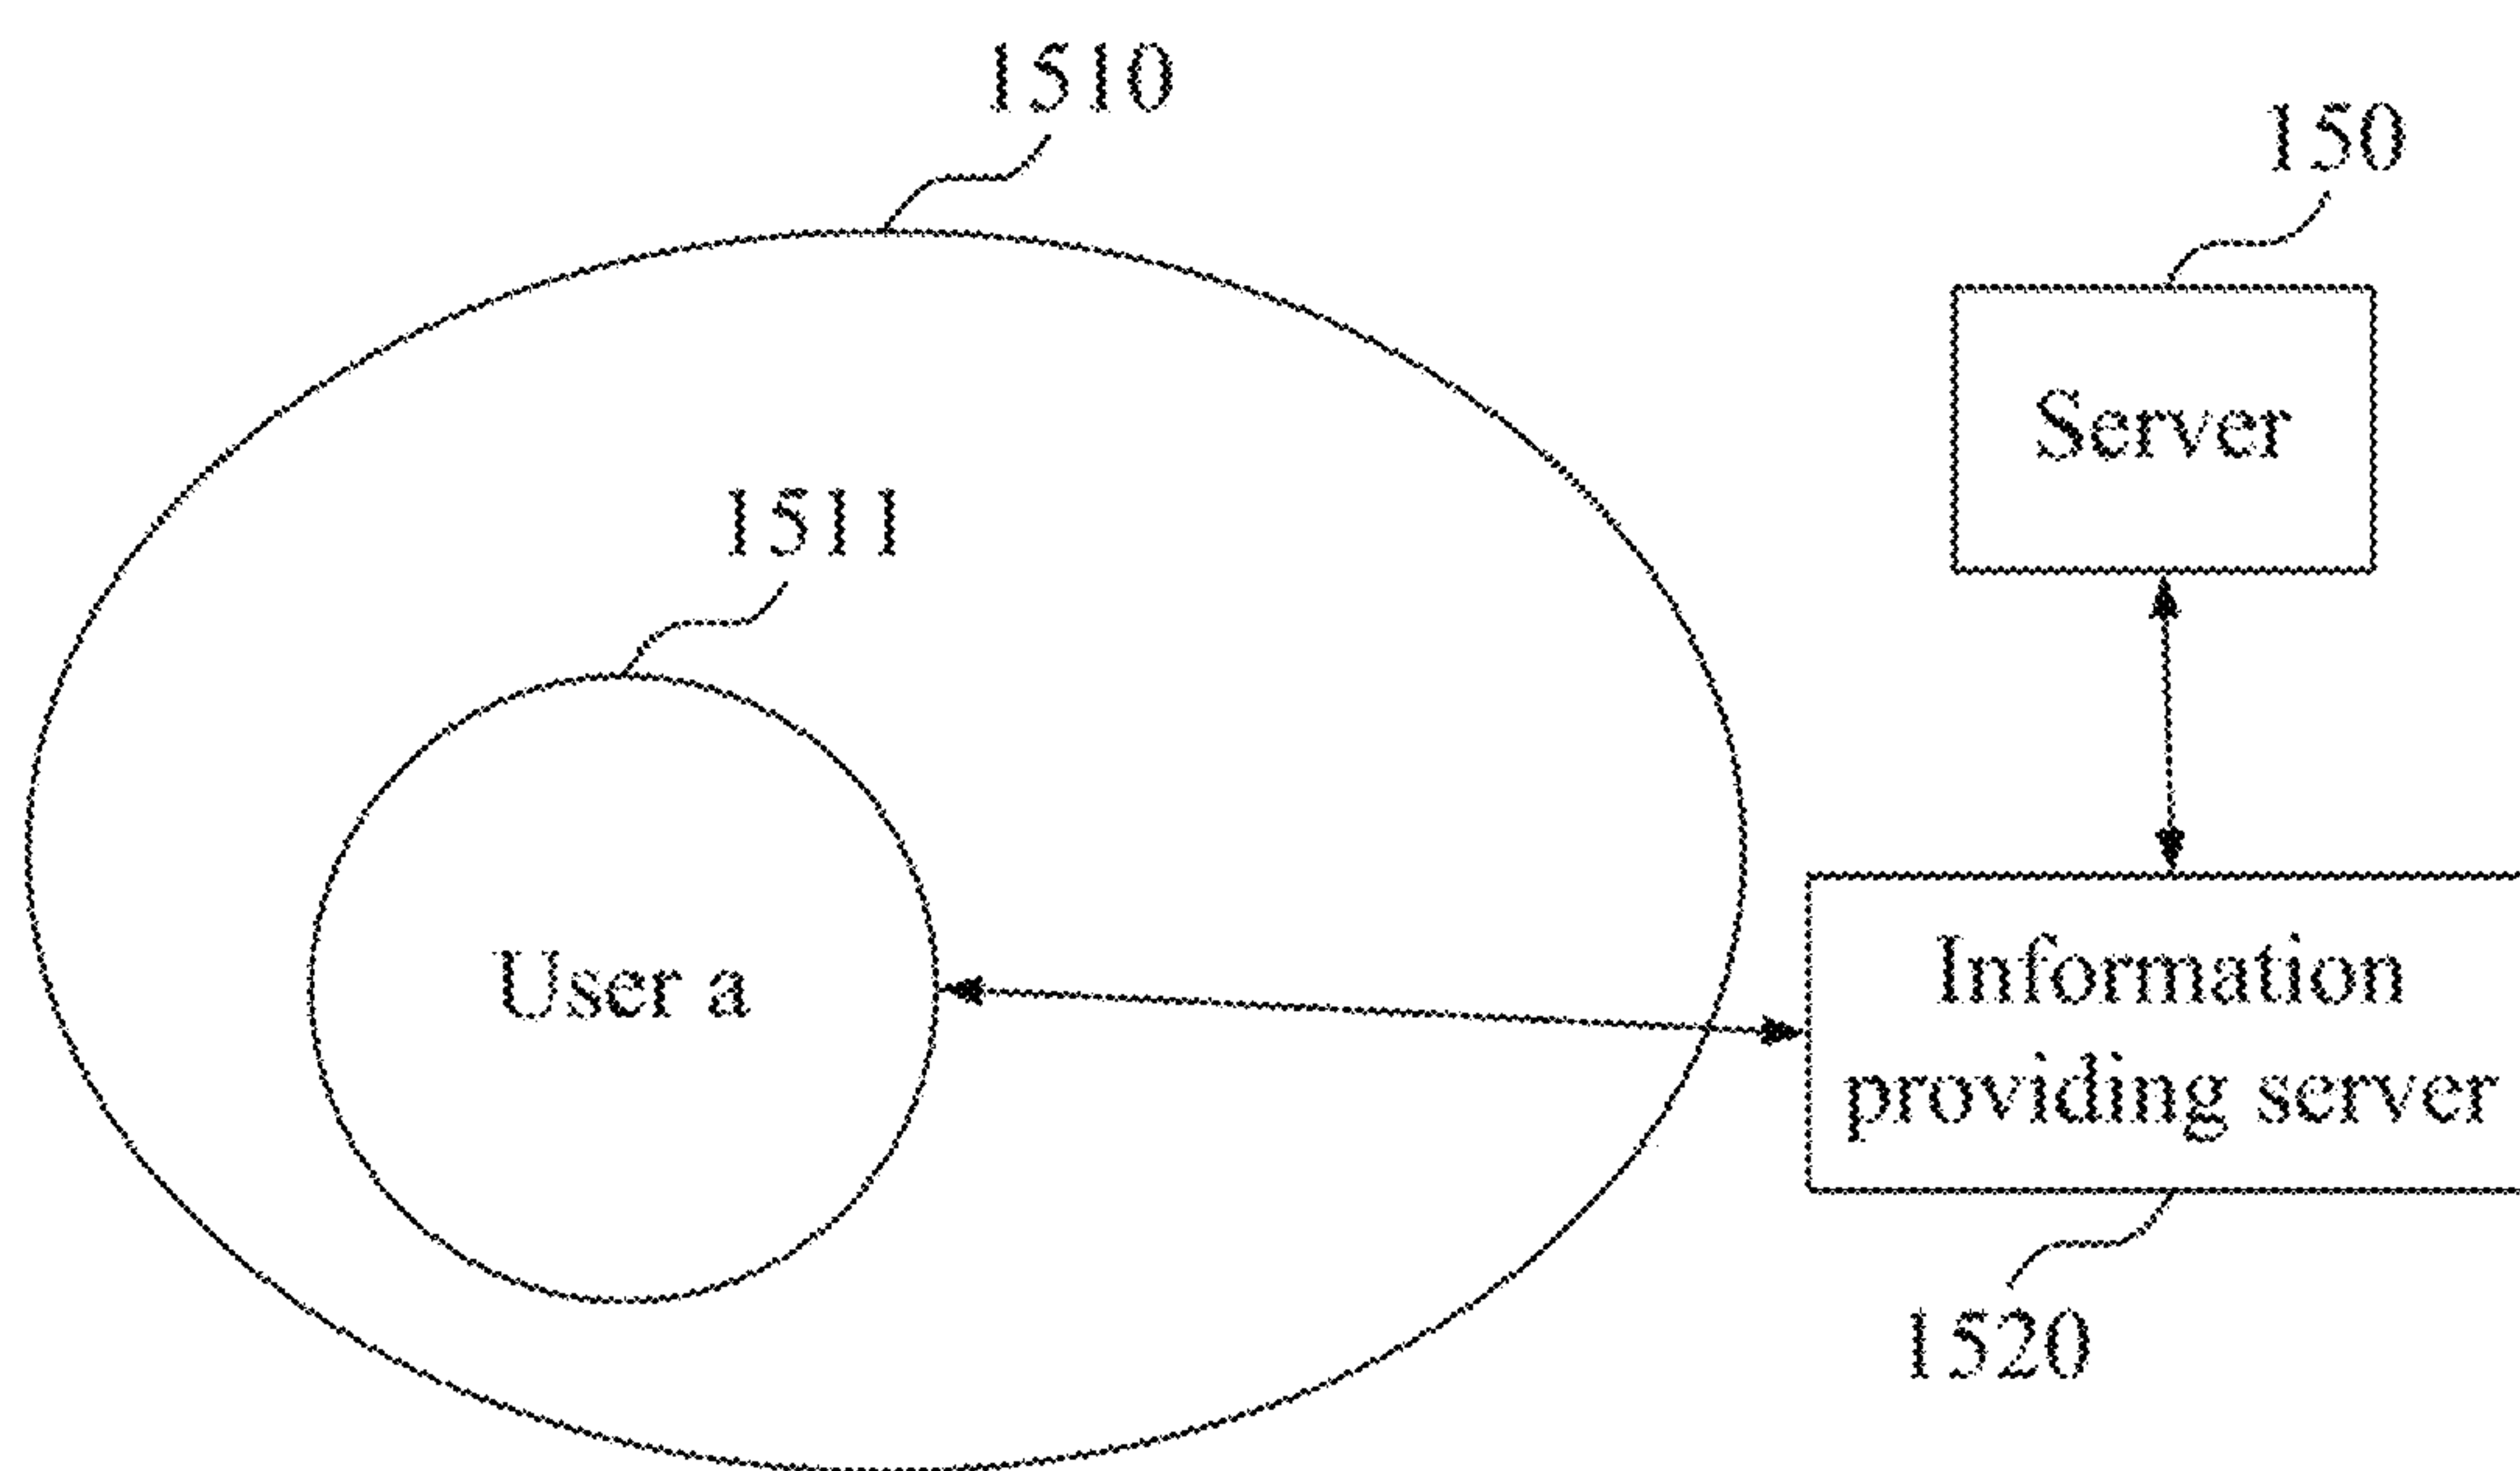 1510
150
Server
1511
User a
Information
providing server
1520